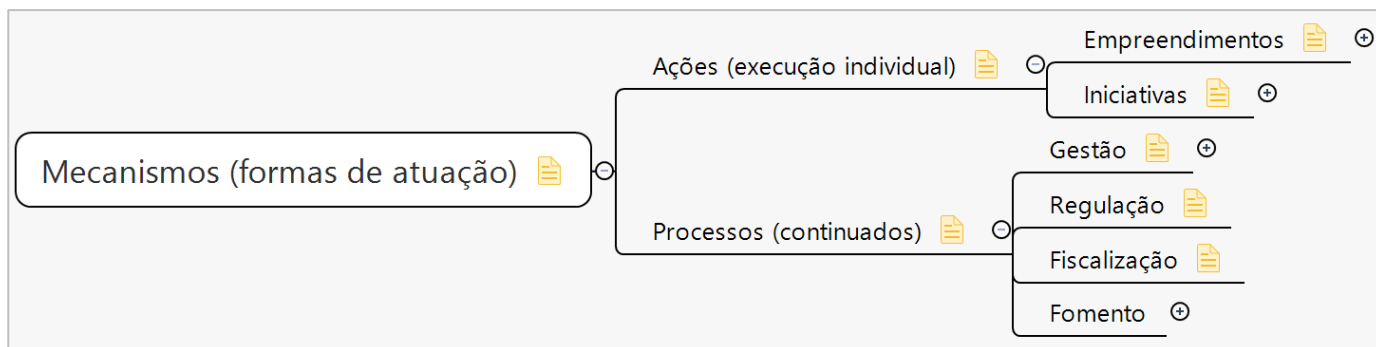 Mecanismos (formas de atuação)
Ações (execução individual)
Empreendimentos
Iniciativas
Processos (continuados)
Gestão
Regulação
Fiscalização
Fomento